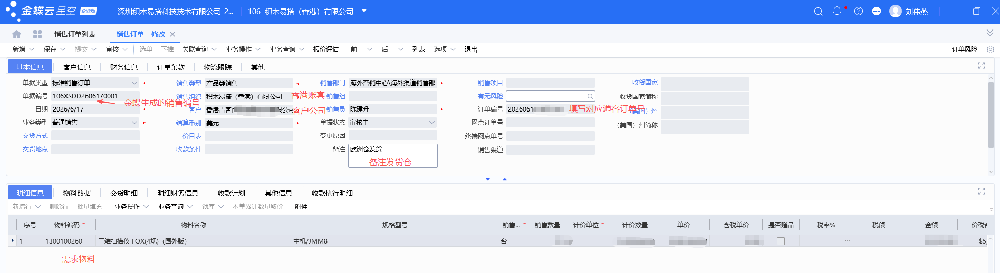 金蝶云 星空 企业版 深圳积木易搭科技技术有限公司-2... 106 积木易搭（香港）有限公司 刘伟燕
销售订单列表 销售订单 - 修改
新增 保存 提交 审核 选单 下推 关联查询 业务操作 业务查询 报价评估 前一 后一 列表 选项 退出 订单风险
基本信息 客户信息 财务信息 订单条款 物流跟踪 其他
单据类型 标准销售订单 * 销售类型 产品类销售 * 销售部门 海外营销中心\海外渠道销售部 * 销售项目 收货国家
单据编号 106XSDD2606170001 金蝶生成的销售编号 销售组织 积木易搭（香港）有限公司 * 香港账套 销售组 有无风险 收货国家简称
日期 2026/6/17 * 客户 香港吉客 限公司 * 客户公司 销售员 陈建升 * 订单编号 2026061 填写对应逍客订单号 （美国）州
业务类型 普通销售 * 结算币别 美元 * 单据状态 审核中 网点订单号 （美国）州简称
交货方式 价目表 变更原因 终端网点单号
交货地点 收款条件 备注 欧洲仓发货 销售渠道
备注发货仓
明细信息 物料数据 交货明细 明细财务信息 收款计划 其他信息 收款执行明细
新增行 删除行 批量填充 业务操作 业务查询 锁库 本单累计数量取价 附件
序号 物料编码 * 物料名称 规格型号 销售... * 销售数量 计价单位 * 计价数量 单价 含税单价 是否赠品 税率% 税额 金额 价税合
1 1300100260 三维扫描仪 FOX(4规)（国外版） 主机/JMM8 台 ... $5,
需求物料